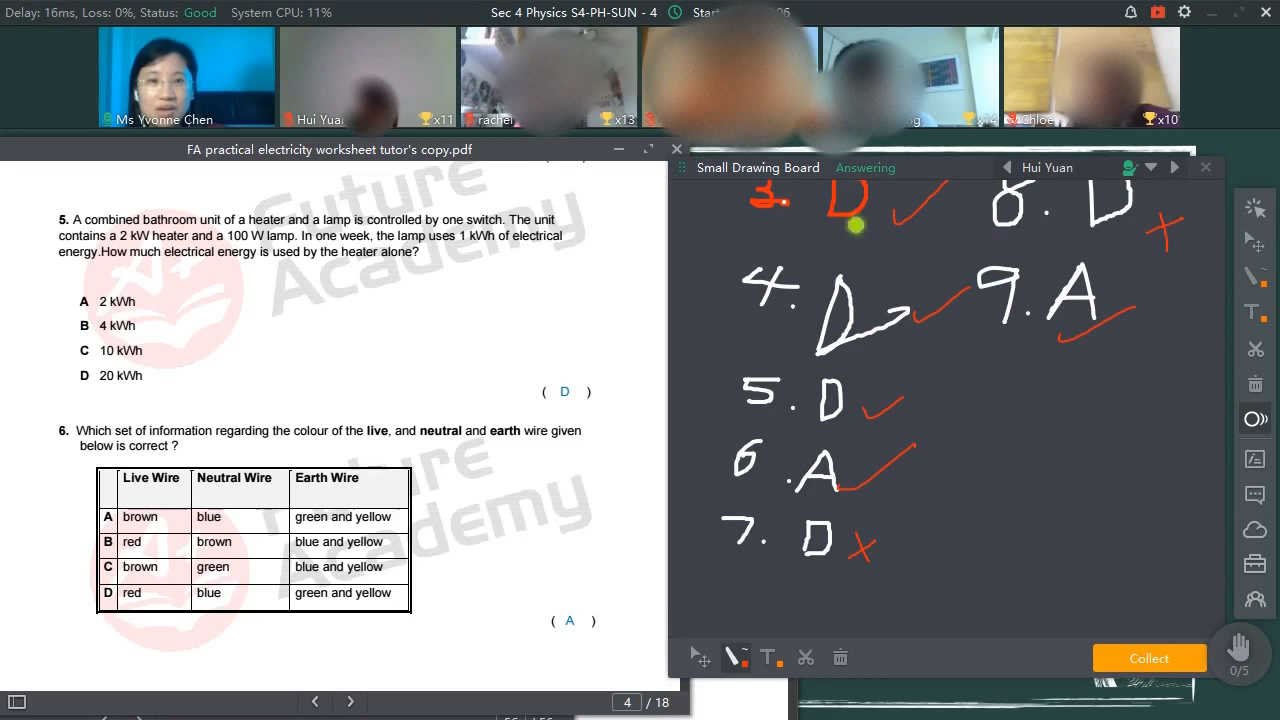 Delay: 16ms, Loss: 0%, Status: Good System CPU: 11%
Sec 4 Physics S4-PH-SUN - 4
Ms Yvonne Chen
Hui Yuan
x11
rachel
x13
x14
Chloe
x10
FA practical electricity worksheet tutor's copy.pdf
Future
Academy
5. A combined bathroom unit of a heater and a lamp is controlled by one switch. The unit
contains a 2 kW heater and a 100 W lamp. In one week, the lamp uses 1 kWh of electrical
energy.How much electrical energy is used by the heater alone?
A 2 kWh
B 4 kWh
C 10 kWh
D 20 kWh
( D )
6. Which set of information regarding the colour of the live, and neutral and earth wire given
below is correct ?
Live Wire Neutral Wire Earth Wire
A brown blue green and yellow
B red brown blue and yellow
C brown green blue and yellow
D red blue green and yellow
( A )
Future
Academy
4 / 18
56 / 56
Small Drawing Board Answering Hui Yuan
3. D
4. D
5. D
6. A
7. D
8. D
9. A
Collect
0/5